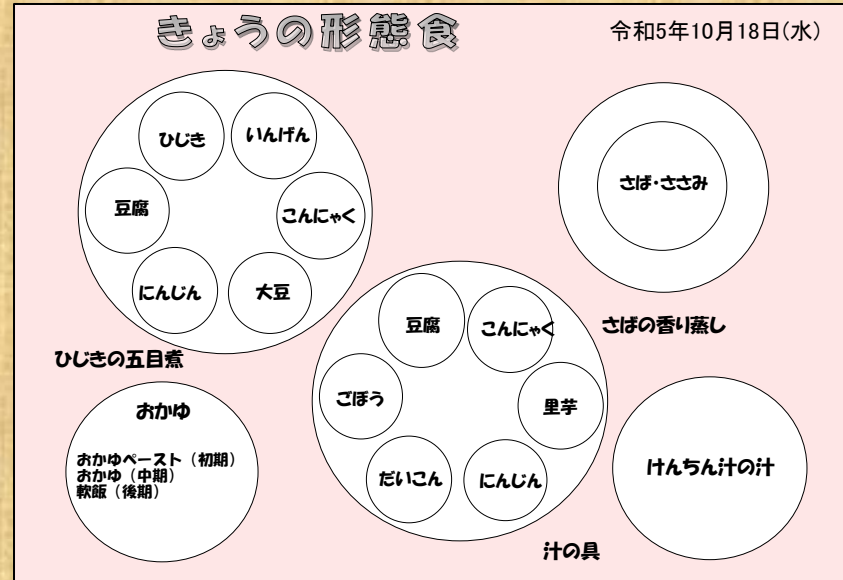 きょうの形態食
令和5年10月18日(水)
ひじき
いんげん
豆腐
こんにゃく
にんじん
大豆
ひじきの五目煮
さば・ささみ
さばの香り蒸し
豆腐
こんにゃく
ごぼう
里芋
だいこん
にんじん
汁の具
おかゆ
おかゆペースト（初期）
おかゆ（中期）
軟飯（後期）
けんちん汁の汁